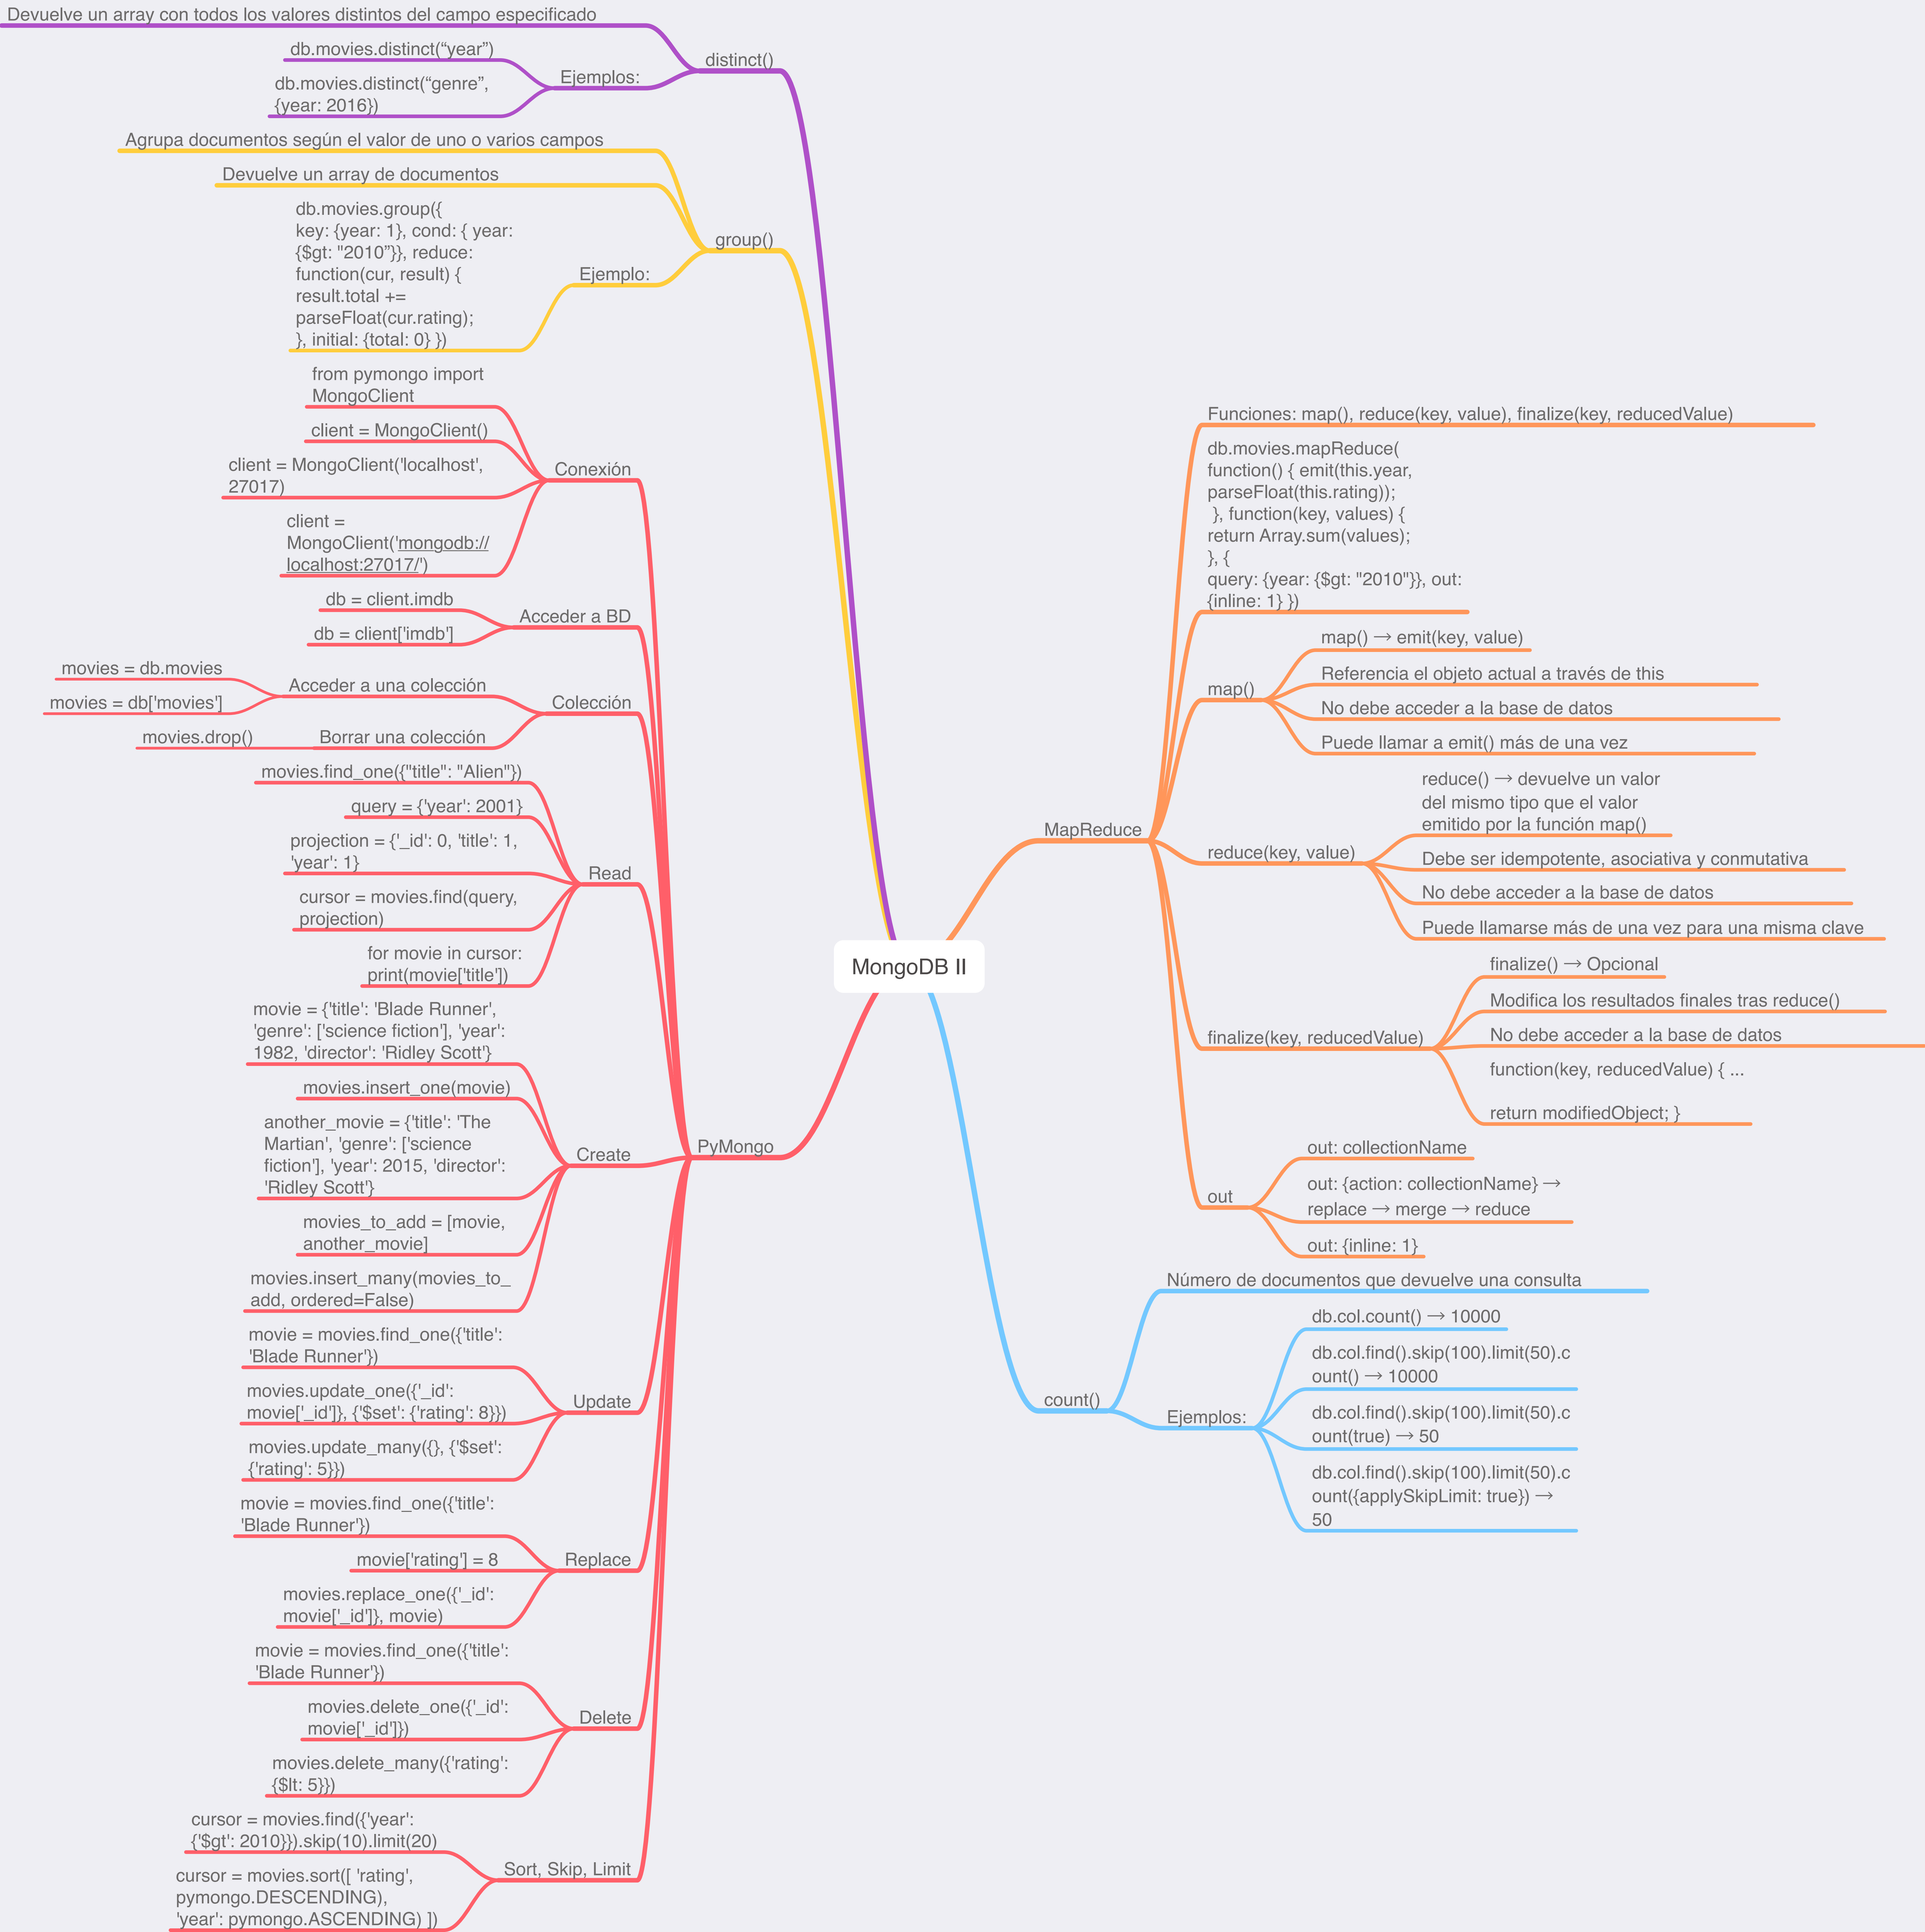 Devuelve un array con todos los valores distintos del campo especificado
db.movies.distinct(“year”)
db.movies.distinct(“genre”,
{year: 2016})
Ejemplos:
distinct()
Agrupa documentos según el valor de uno o varios campos
Devuelve un array de documentos
db.movies.group({
key: {year: 1}, cond: { year:
{$gt: "2010”}}, reduce:
function(cur, result) {
result.total +=
parseFloat(cur.rating);
}, initial: {total: 0} })
Ejemplo:
group()
from pymongo import
MongoClient
client = MongoClient()
client = MongoClient('localhost',
27017)
client =
MongoClient('mongodb://
localhost:27017/')
Conexión
db = client.imdb
db = client['imdb']
Acceder a BD
movies = db.movies
movies = db['movies']
Acceder a una colección
movies.drop()
Borrar una colección
Colección
movies.find_one({"title": "Alien"})
query = {'year': 2001}
projection = {'_id': 0, 'title': 1,
'year': 1}
cursor = movies.find(query,
projection)
for movie in cursor:
print(movie['title'])
Read
movie = {'title': 'Blade Runner',
'genre': ['science fiction'], 'year':
1982, 'director': 'Ridley Scott'}
movies.insert_one(movie)
another_movie = {'title': 'The
Martian', 'genre': ['science
fiction'], 'year': 2015, 'director':
'Ridley Scott'}
movies_to_add = [movie,
another_movie]
movies.insert_many(movies_to_
add, ordered=False)
Create
PyMongo
movie = movies.find_one({'title':
'Blade Runner'})
movies.update_one({'_id':
movie['_id']}, {'$set': {'rating': 8}})
movies.update_many({}, {'$set':
{'rating': 5}})
Update
movie = movies.find_one({'title':
'Blade Runner'})
movie['rating'] = 8
movies.replace_one({'_id':
movie['_id']}, movie)
Replace
movie = movies.find_one({'title':
'Blade Runner'})
movies.delete_one({'_id':
movie['_id']})
movies.delete_many({'rating':
{$lt: 5}})
Delete
cursor = movies.find({'year':
{'$gt': 2010}}).skip(10).limit(20)
cursor = movies.sort([ 'rating',
pymongo.DESCENDING),
'year': pymongo.ASCENDING) ])
Sort, Skip, Limit
MongoDB II
MapReduce
Funciones: map(), reduce(key, value), finalize(key, reducedValue)
db.movies.mapReduce(
function() { emit(this.year,
parseFloat(this.rating));
}, function(key, values) {
return Array.sum(values);
}, {
query: {year: {$gt: "2010"}}, out:
{inline: 1} })
map()
map() → emit(key, value)
Referencia el objeto actual a través de this
No debe acceder a la base de datos
Puede llamar a emit() más de una vez
reduce(key, value)
reduce() → devuelve un valor
del mismo tipo que el valor
emitido por la función map()
Debe ser idempotente, asociativa y conmutativa
No debe acceder a la base de datos
Puede llamarse más de una vez para una misma clave
finalize(key, reducedValue)
finalize() → Opcional
Modifica los resultados finales tras reduce()
No debe acceder a la base de datos
function(key, reducedValue) { ...
return modifiedObject; }
out
out: collectionName
out: {action: collectionName} →
replace → merge → reduce
out: {inline: 1}
count()
Número de documentos que devuelve una consulta
Ejemplos:
db.col.count() → 10000
db.col.find().skip(100).limit(50).c
ount() → 10000
db.col.find().skip(100).limit(50).c
ount(true) → 50
db.col.find().skip(100).limit(50).c
ount({applySkipLimit: true}) →
50